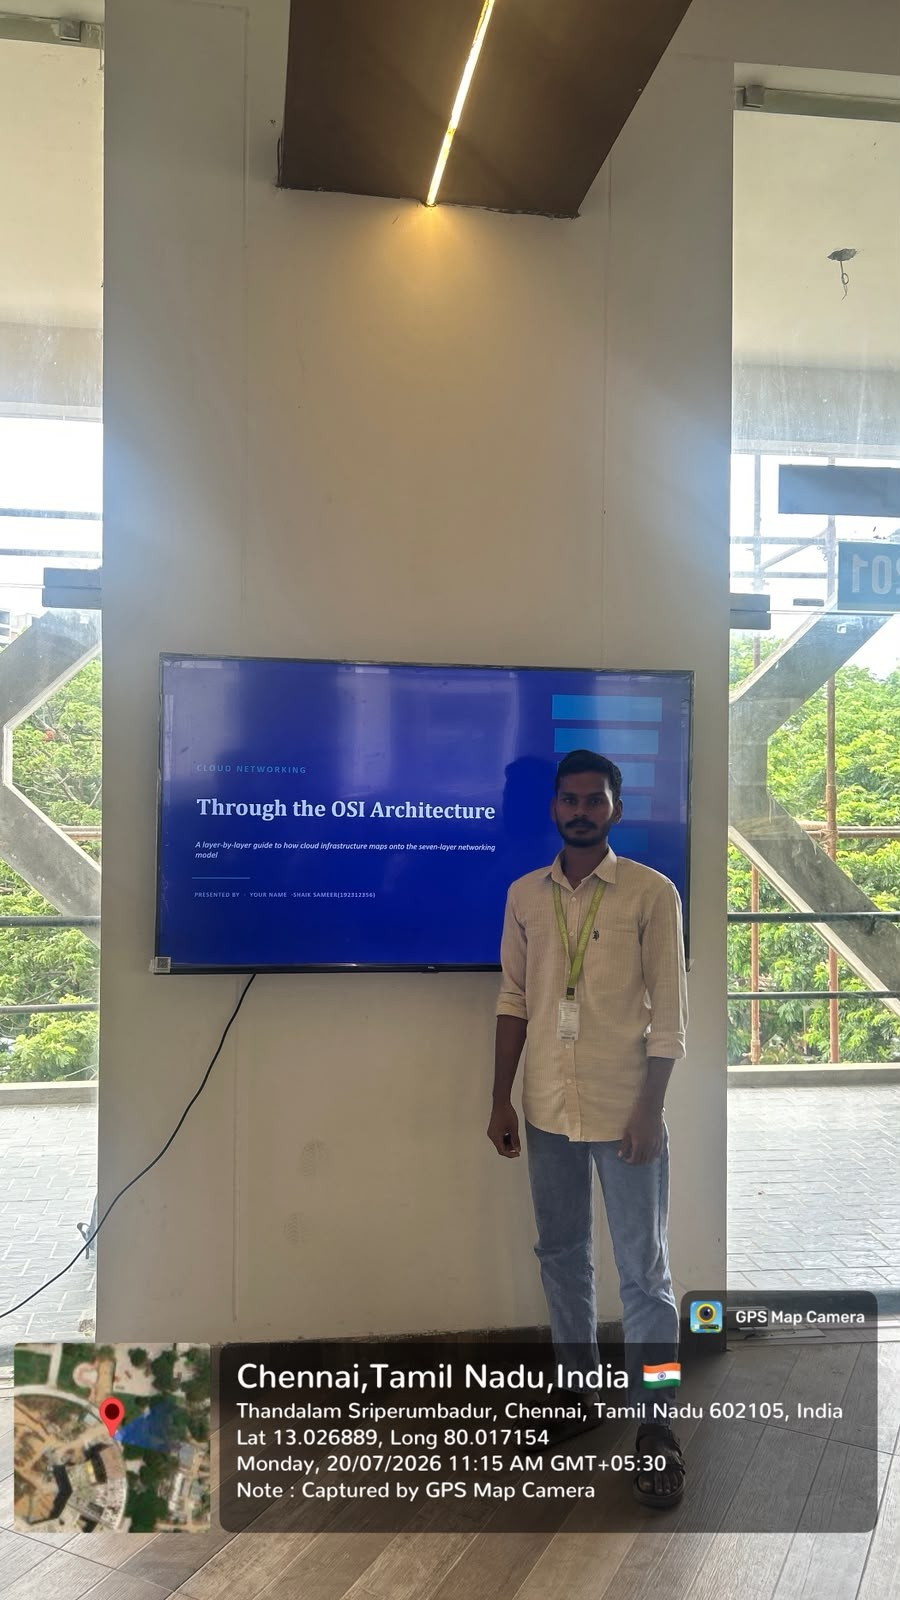 CLOUD NETWORKING
Through the OSI Architecture
A layer-by-layer guide to how cloud infrastructure maps onto the seven-layer networking
model
PRESENTED BY · YOUR NAME -SHAIK SAMEER(192312356)
201
GPS Map Camera
Chennai,Tamil Nadu,India
Thandalam Sriperumbadur, Chennai, Tamil Nadu 602105, India
Lat 13.026889, Long 80.017154
Monday, 20/07/2026 11:15 AM GMT+05:30
Note : Captured by GPS Map Camera